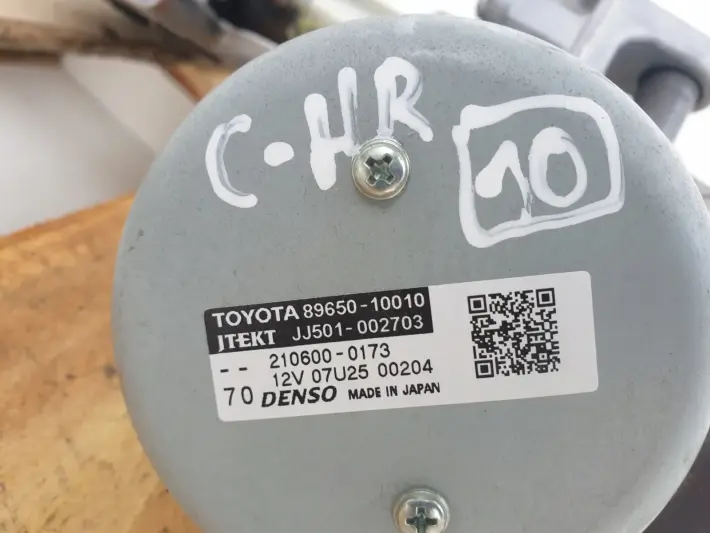 C-HR
10
TOYOTA 89650-10010
JTEKT JJ501-002703
-- 210600-0173
12V 07U25 00204
70 DENSO MADE IN JAPAN